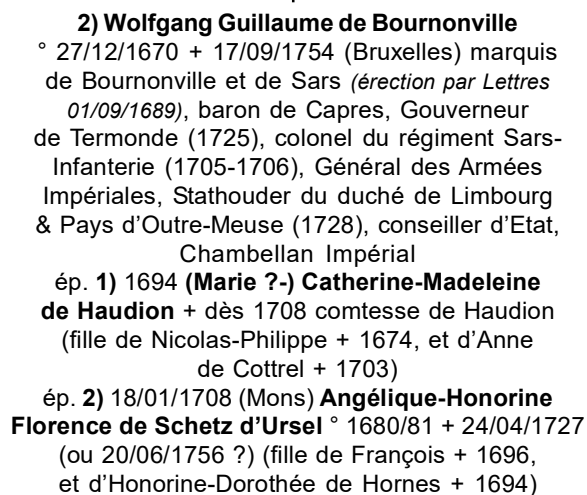 2) Wolfgang Guillaume de Bournonville
° 27/12/1670 + 17/09/1754 (Bruxelles) marquis
de Bournonville et de Sars (érection par Lettres
01/09/1689), baron de Capres, Gouverneur
de Termonde (1725), colonel du régiment Sars-
Infanterie (1705-1706), Général des Armées
Impériales, Stathouder du duché de Limbourg
& Pays d’Outre-Meuse (1728), conseiller d’Etat,
Chambellan Impérial
ép. 1) 1694 (Marie ?-) Catherine-Madeleine
de Haudion + dès 1708 comtesse de Haudion
(fille de Nicolas-Philippe + 1674, et d’Anne
de Cottrel + 1703)
ép. 2) 18/01/1708 (Mons) Angélique-Honorine
Florence de Schetz d’Ursel ° 1680/81 + 24/04/1727
(ou 20/06/1756 ?) (fille de François + 1696,
et d’Honorine-Dorothée de Hornes + 1694)